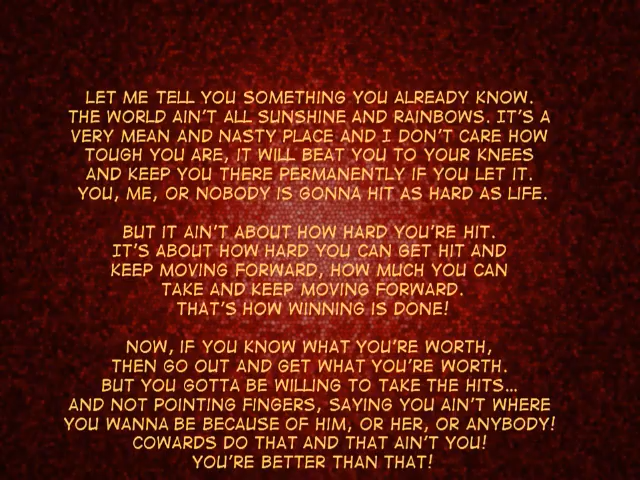 LET ME TELL YOU SOMETHING YOU ALREADY KNOW.
THE WORLD AIN'T ALL SUNSHINE AND RAINBOWS. IT'S A
VERY MEAN AND NASTY PLACE AND I DON'T CARE HOW
TOUGH YOU ARE, IT WILL BEAT YOU TO YOUR KNEES
AND KEEP YOU THERE PERMANENTLY IF YOU LET IT.
YOU, ME, OR NOBODY IS GONNA HIT AS HARD AS LIFE.
BUT IT AIN'T ABOUT HOW HARD YOU'RE HIT.
IT'S ABOUT HOW HARD YOU CAN GET HIT AND
KEEP MOVING FORWARD, HOW MUCH YOU CAN
TAKE AND KEEP MOVING FORWARD.
THAT'S HOW WINNING IS DONE!
NOW, IF YOU KNOW WHAT YOU'RE WORTH,
THEN GO OUT AND GET WHAT YOU'RE WORTH.
BUT YOU GOTTA BE WILLING TO TAKE THE HITS...
AND NOT POINTING FINGERS, SAYING YOU AIN'T WHERE
YOU WANNA BE BECAUSE OF HIM, OR HER, OR ANYBODY!
COWARDS DO THAT AND THAT AIN'T YOU!
YOU'RE BETTER THAN THAT!